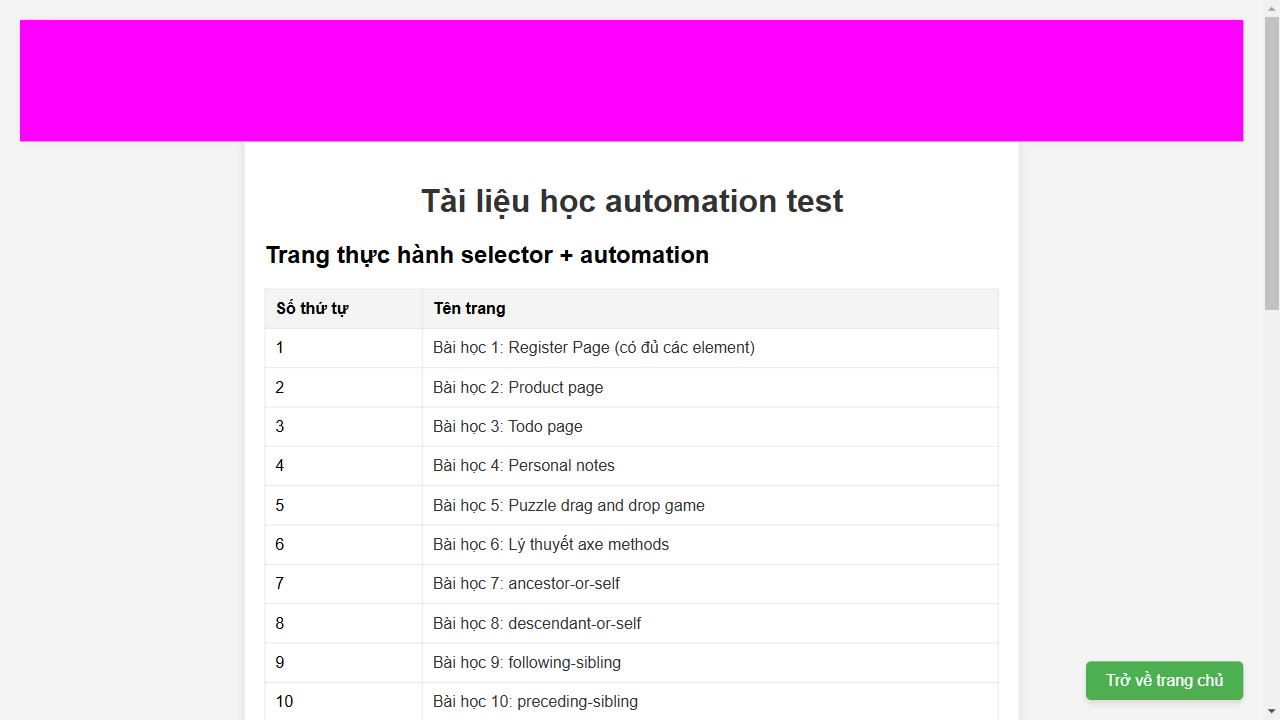 Tài liệu học automation test
Trang thực hành selector + automation
Số thứ tự Tên trang
1 Bài học 1: Register Page (có đủ các element)
2 Bài học 2: Product page
3 Bài học 3: Todo page
4 Bài học 4: Personal notes
5 Bài học 5: Puzzle drag and drop game
6 Bài học 6: Lý thuyết axe methods
7 Bài học 7: ancestor-or-self
8 Bài học 8: descendant-or-self
9 Bài học 9: following-sibling
10 Bài học 10: preceding-sibling
Trở về trang chủ